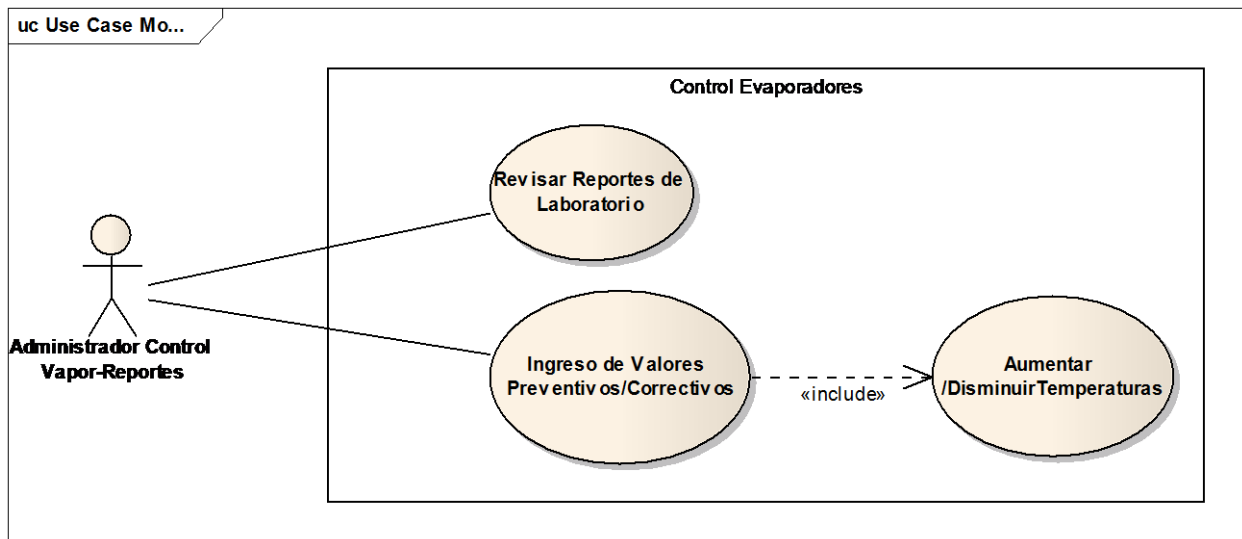 uc Use Case Mo...
Control Evaporadores
Revisar Reportes de
Laboratorio
Administrador Control
Vapor-Reportes
Ingreso de Valores
Preventivos/Correctivos
«include»
Aumentar
/DisminuirTemperaturas